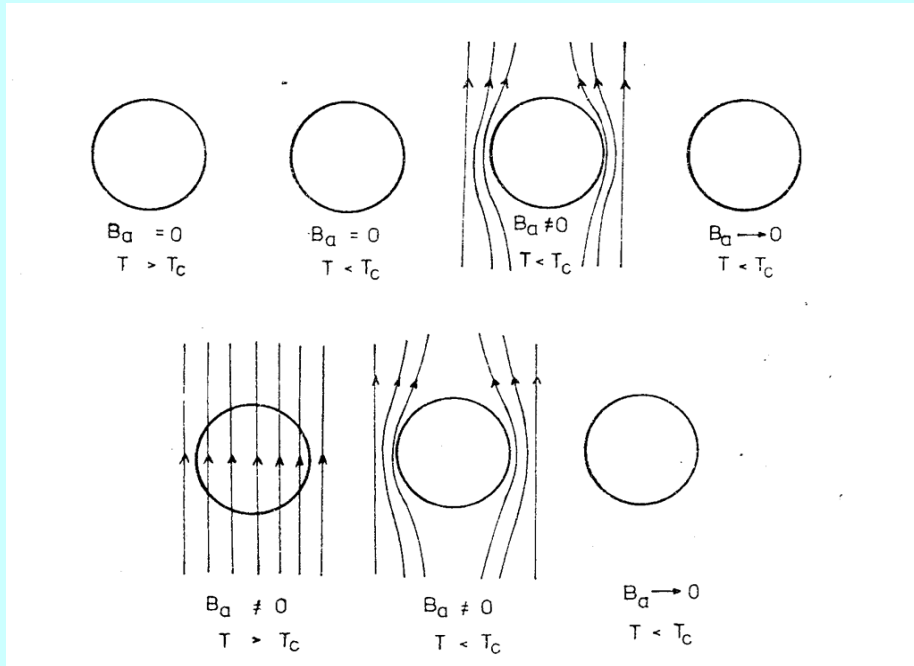 Ba = 0
T > Tc
Ba = 0
T < Tc
Ba ≠ 0
T < Tc
Ba → 0
T < Tc
Ba ≠ 0
T > Tc
Ba ≠ 0
T < Tc
Ba → 0
T < Tc